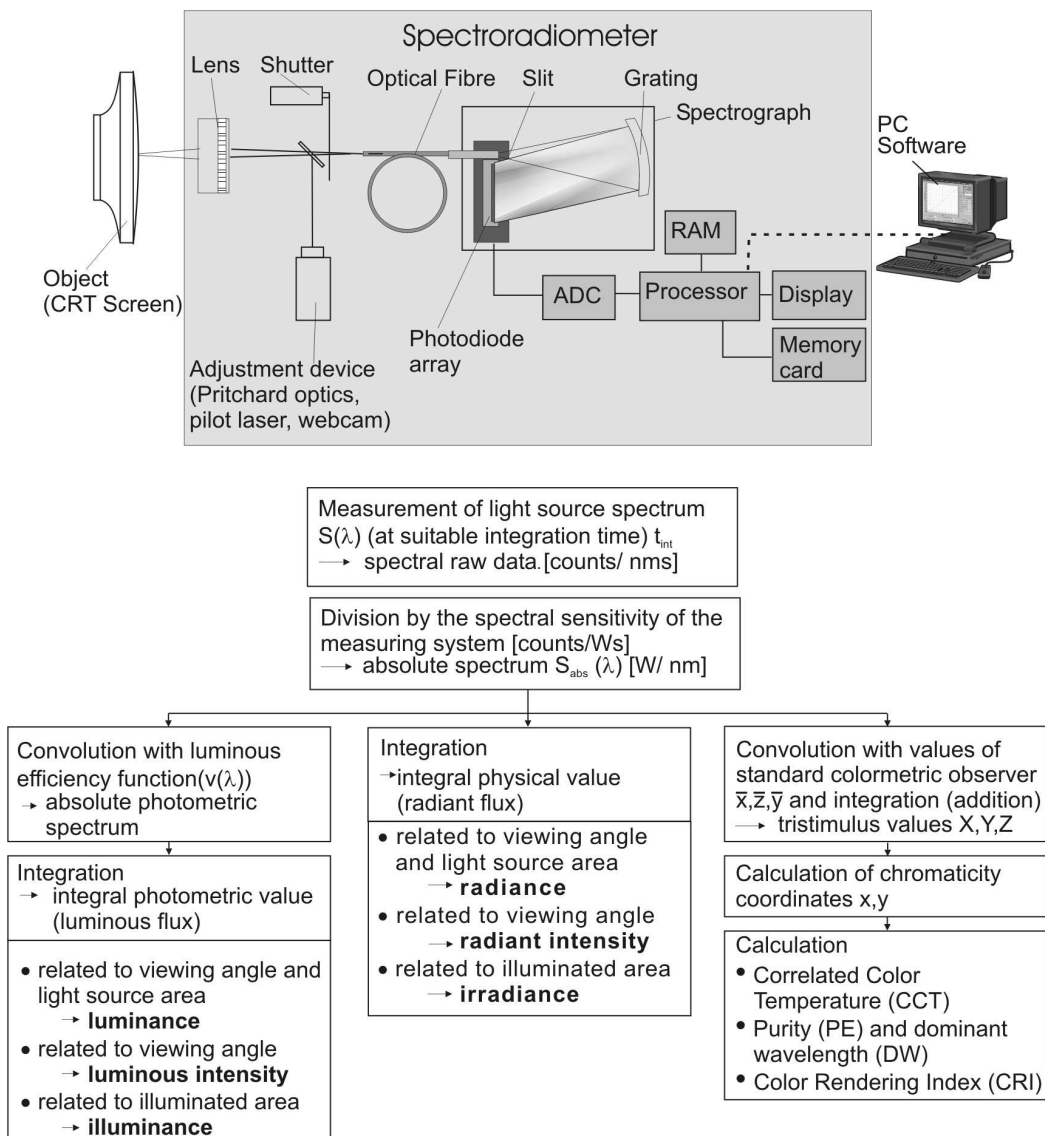 Spectroradiometer
Lens
Shutter
Optical Fibre
Slit
Grating
Spectrograph
PC
Software
Object
(CRT Screen)
RAM
ADC
Processor
Display
Memory
card
Photodiode
array
Adjustment device
(Pritchard optics,
pilot laser, webcam)
Measurement of light source spectrum
S(λ) (at suitable integration time) tint
→ spectral raw data.[counts/ nms]
Division by the spectral sensitivity of the
measuring system [counts/Ws]
→ absolute spectrum Sabs (λ) [W/ nm]
Convolution with luminous
efficiency function(v(λ))
→ absolute photometric
spectrum
Integration
→ integral photometric value
(luminous flux)
• related to viewing angle and
light source area
→ luminance
• related to viewing angle
→ luminous intensity
• related to illuminated area
→ illuminance
Integration
→ integral physical value
(radiant flux)
• related to viewing angle
and light source area
→ radiance
• related to viewing angle
→ radiant intensity
• related to illuminated area
→ irradiance
Convolution with values of
standard colormetric observer
x̅,z̅,y̅ and integration (addition)
→ tristimulus values X,Y,Z
Calculation of chromaticity
coordinates x,y
Calculation
• Correlated Color
Temperature (CCT)
• Purity (PE) and dominant
wavelength (DW)
• Color Rendering Index (CRI)